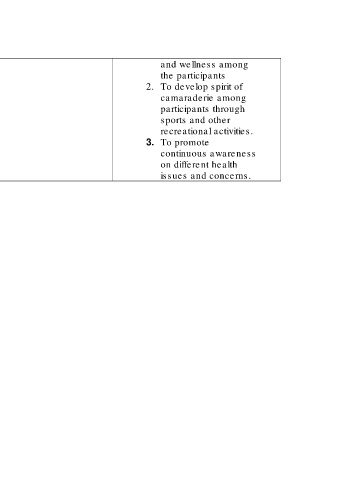 and wellness among
the participants
2. To develop spirit of
camaraderie among
participants through
sports and other
recreational activities.
3. To promote
continuous awareness
on different health
issues and concerns.